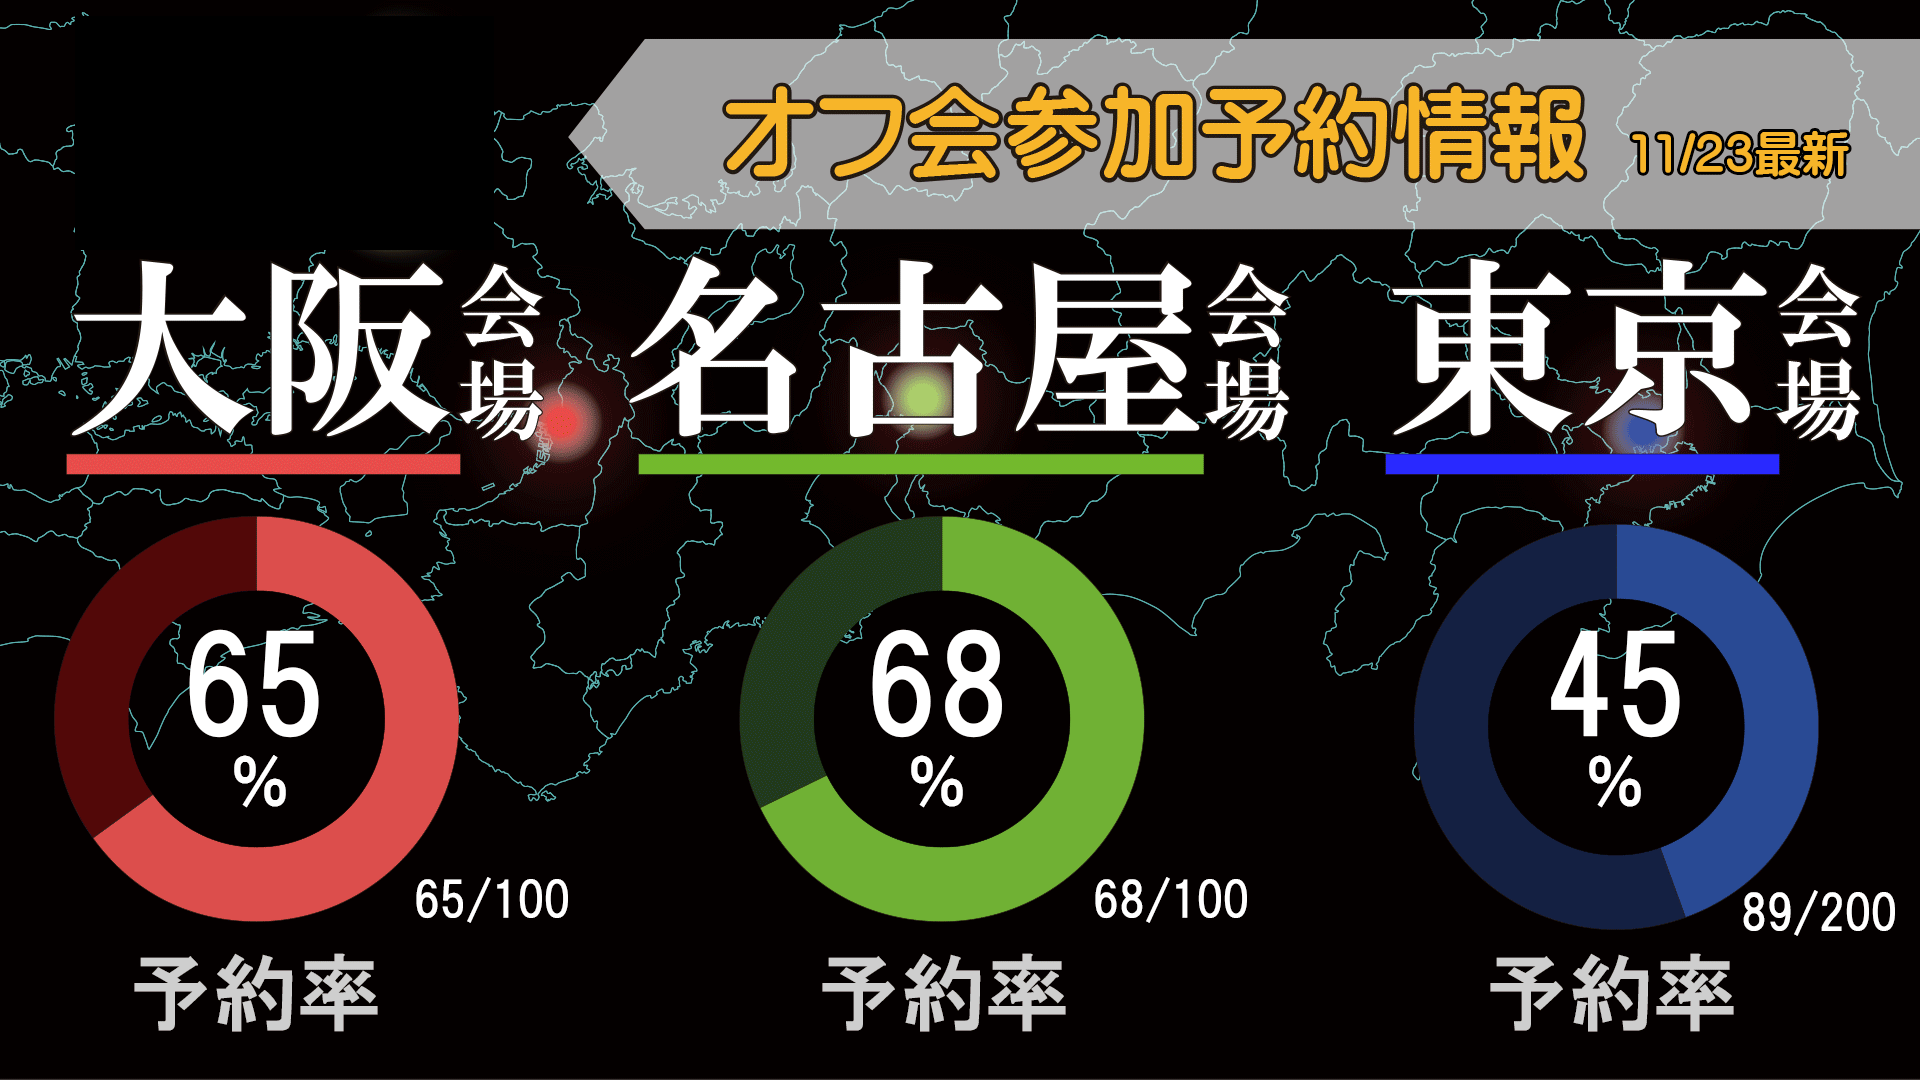 オフ会参加予約情報 11/23最新
大阪会場
名古屋会場
東京会場
65
%
65/100
予約率
68
%
68/100
予約率
45
%
89/200
予約率